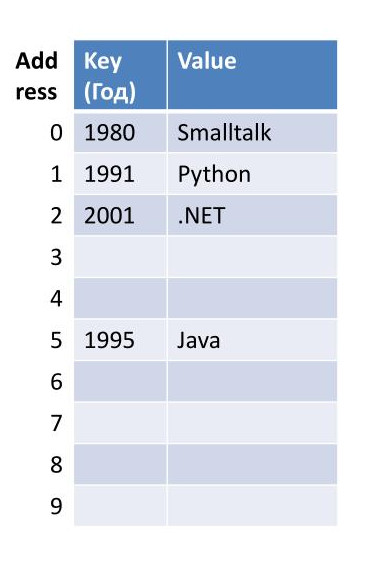 Add Key Value
ress (Год)
0 1980 Smalltalk
1 1991 Python
2 2001 .NET
3
4
5 1995 Java
6
7
8
9